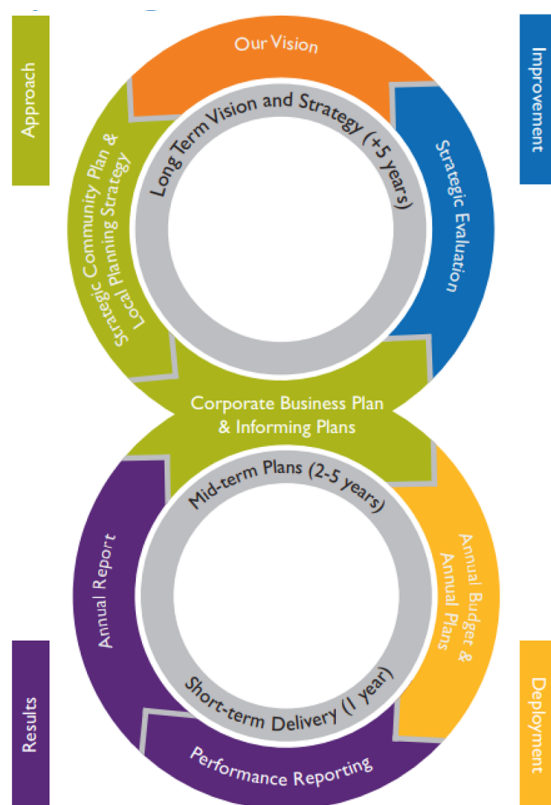 Approach
Our Vision
Improvement
Long Term Vision and Strategy (+5 years)
Strategic Community Plan &
Local Planning Strategy
Strategic Evaluation
Corporate Business Plan
& Informing Plans
Mid-term Plans (2-5 years)
Annual Report
Annual Budget &
Annual Plans
Short-term Delivery (1 year)
Performance Reporting
Results
Deployment